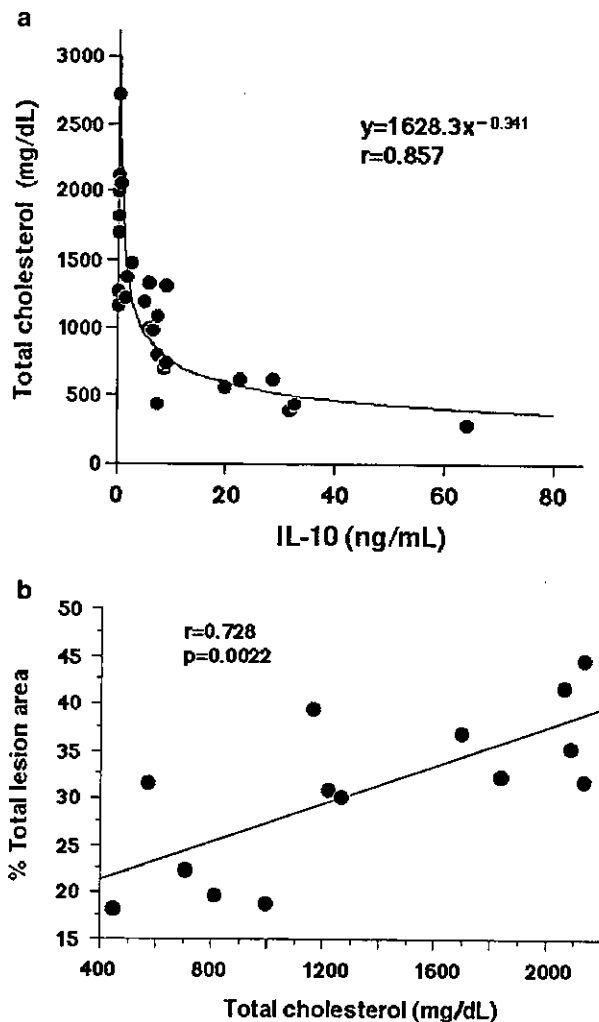 a
Total cholesterol (mg/dL)
3000
2500
2000
1500
1000
500
0
y=1628.3x^-0.341
r=0.857
0 20 40 60 80
IL-10 (ng/mL)
b
% Total lesion area
50
45
40
35
30
25
20
15
r=0.728
p=0.0022
400 800 1200 1600 2000
Total cholesterol (mg/dL)